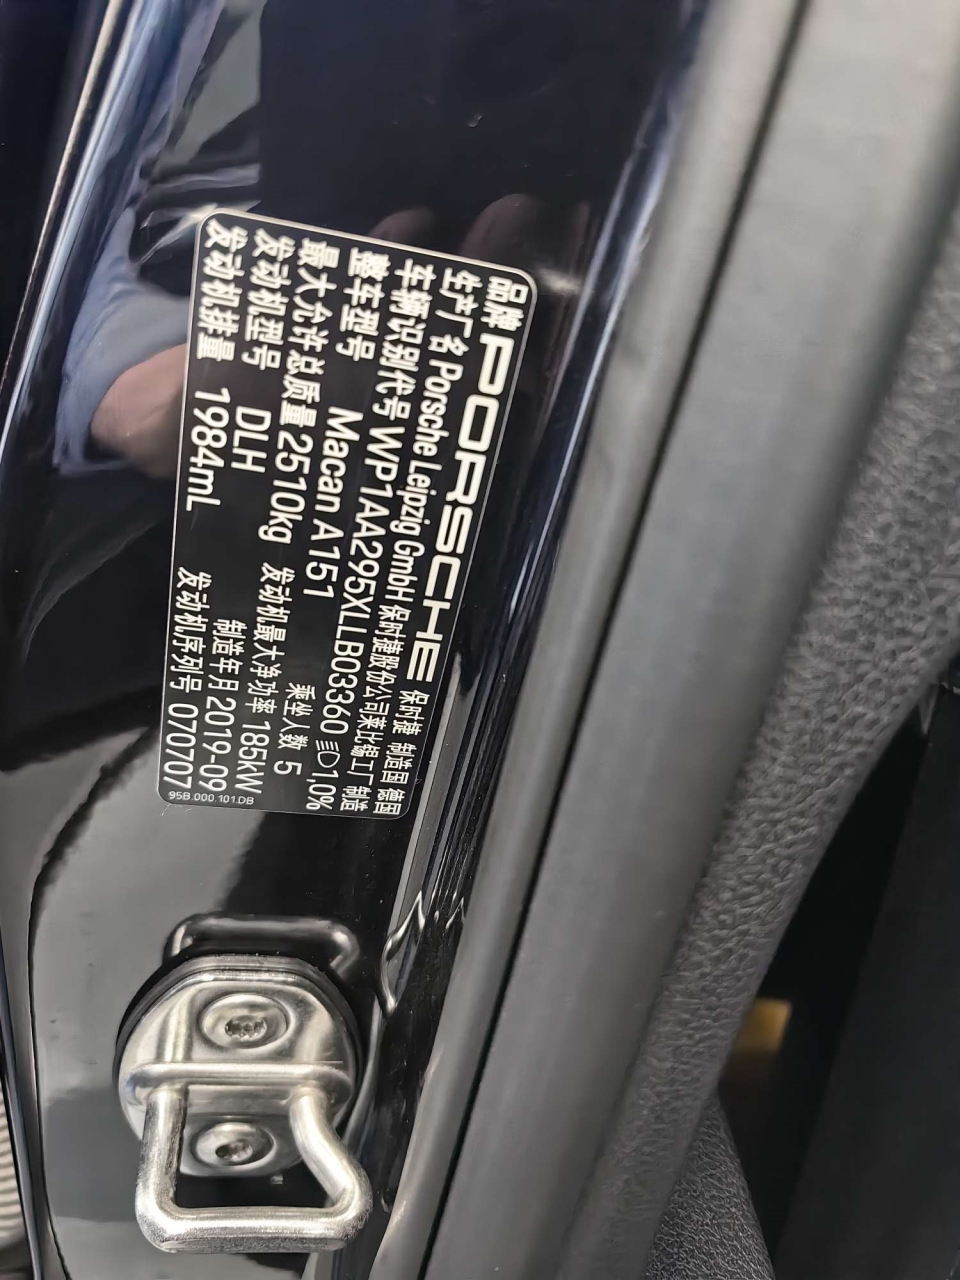 品牌 PORSCHE 保时捷 制造国 德国
生产厂名 Porsche Leipzig GmbH 保时捷股份公司莱比锡工厂制造
车辆识别代号 WP1AA295XLLB03360 1,0%
整车型号 Macan A151 乘坐人数 5
最大允许总质量 2510kg 发动机最大净功率 185kW
发动机型号 DLH 制造年月 2019-09
发动机排量 1984mL 发动机序列号 070707
95B.000.101.DB